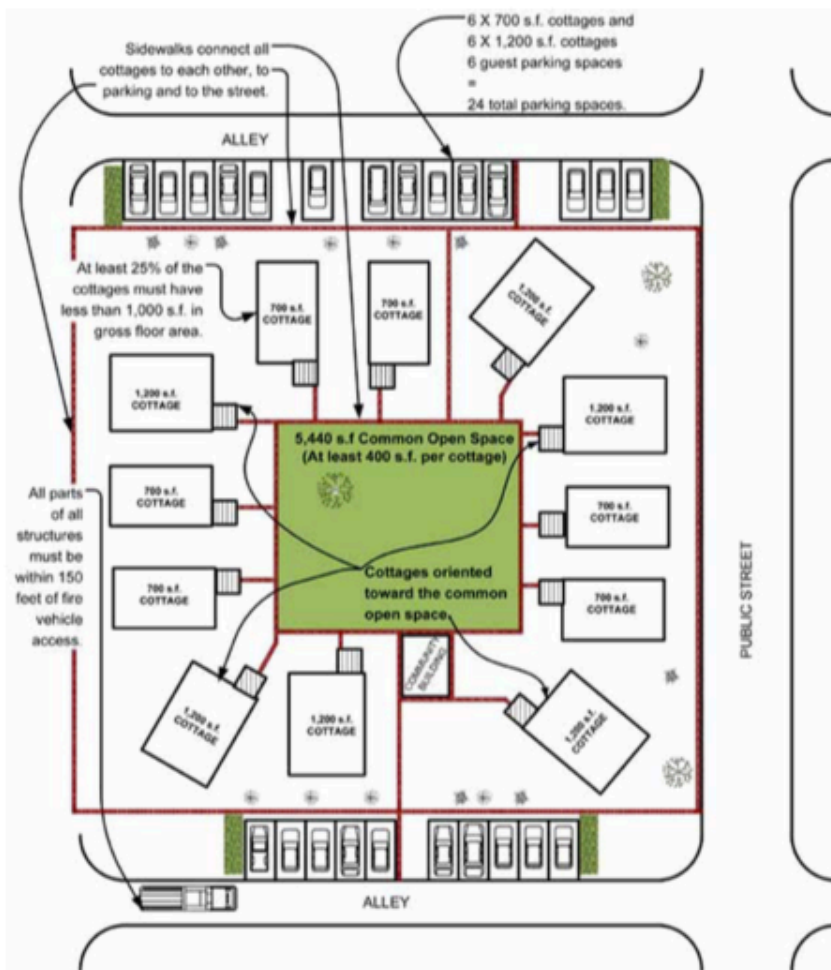 6 X 700 s.f. cottages and
6 X 1,200 s.f. cottages
6 guest parking spaces
=
24 total parking spaces.
Sidewalks connect all
cottages to each other, to
parking and to the street.
ALLEY
At least 25% of the
cottages must have
less than 1,000 s.f. in
gross floor area.
700 s.f.
COTTAGE
700 s.f.
COTTAGE
1,200 s.f.
COTTAGE
1,200 s.f.
COTTAGE
1,200 s.f.
COTTAGE
5,440 s.f Common Open Space
(At least 400 s.f. per cottage)
700 s.f.
COTTAGE
700 s.f.
COTTAGE
All parts
of all
structures
must be
within 150
feet of fire
vehicle
access.
700 s.f.
COTTAGE
700 s.f.
COTTAGE
Cottages oriented
toward the common
open space
PUBLIC STREET
COMMUNITY
BUILDING
1,200 s.f.
COTTAGE
1,200 s.f.
COTTAGE
1,200 s.f.
COTTAGE
ALLEY